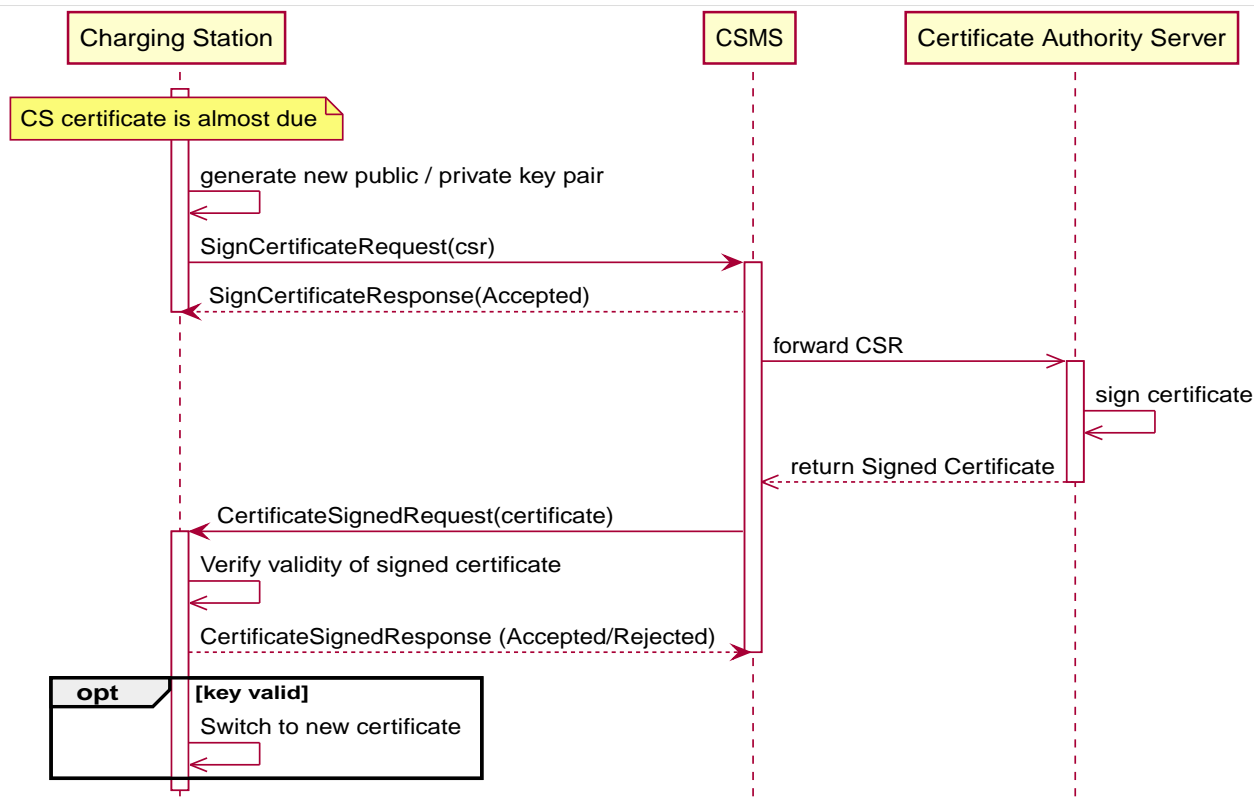 Charging Station
CSMS
Certificate Authority Server
CS certificate is almost due
generate new public / private key pair
SignCertificateRequest(csr)
SignCertificateResponse(Accepted)
forward CSR
sign certificate
return Signed Certificate
CertificateSignedRequest(certificate)
Verify validity of signed certificate
CertificateSignedResponse (Accepted/Rejected)
opt
[key valid]
Switch to new certificate